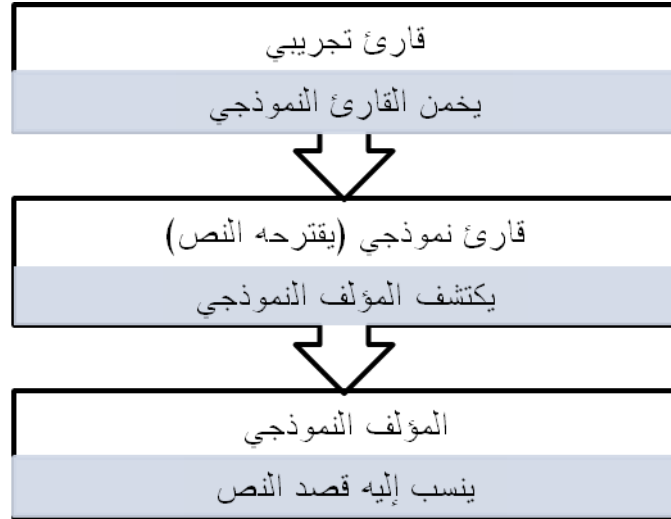 قارئ تجريبي
يخمن القارئ النموذجي
قارئ نموذجي (يقترحه النص)
يكتشف المؤلف النموذجي
المؤلف النموذجي
ينسب إليه قصد النص